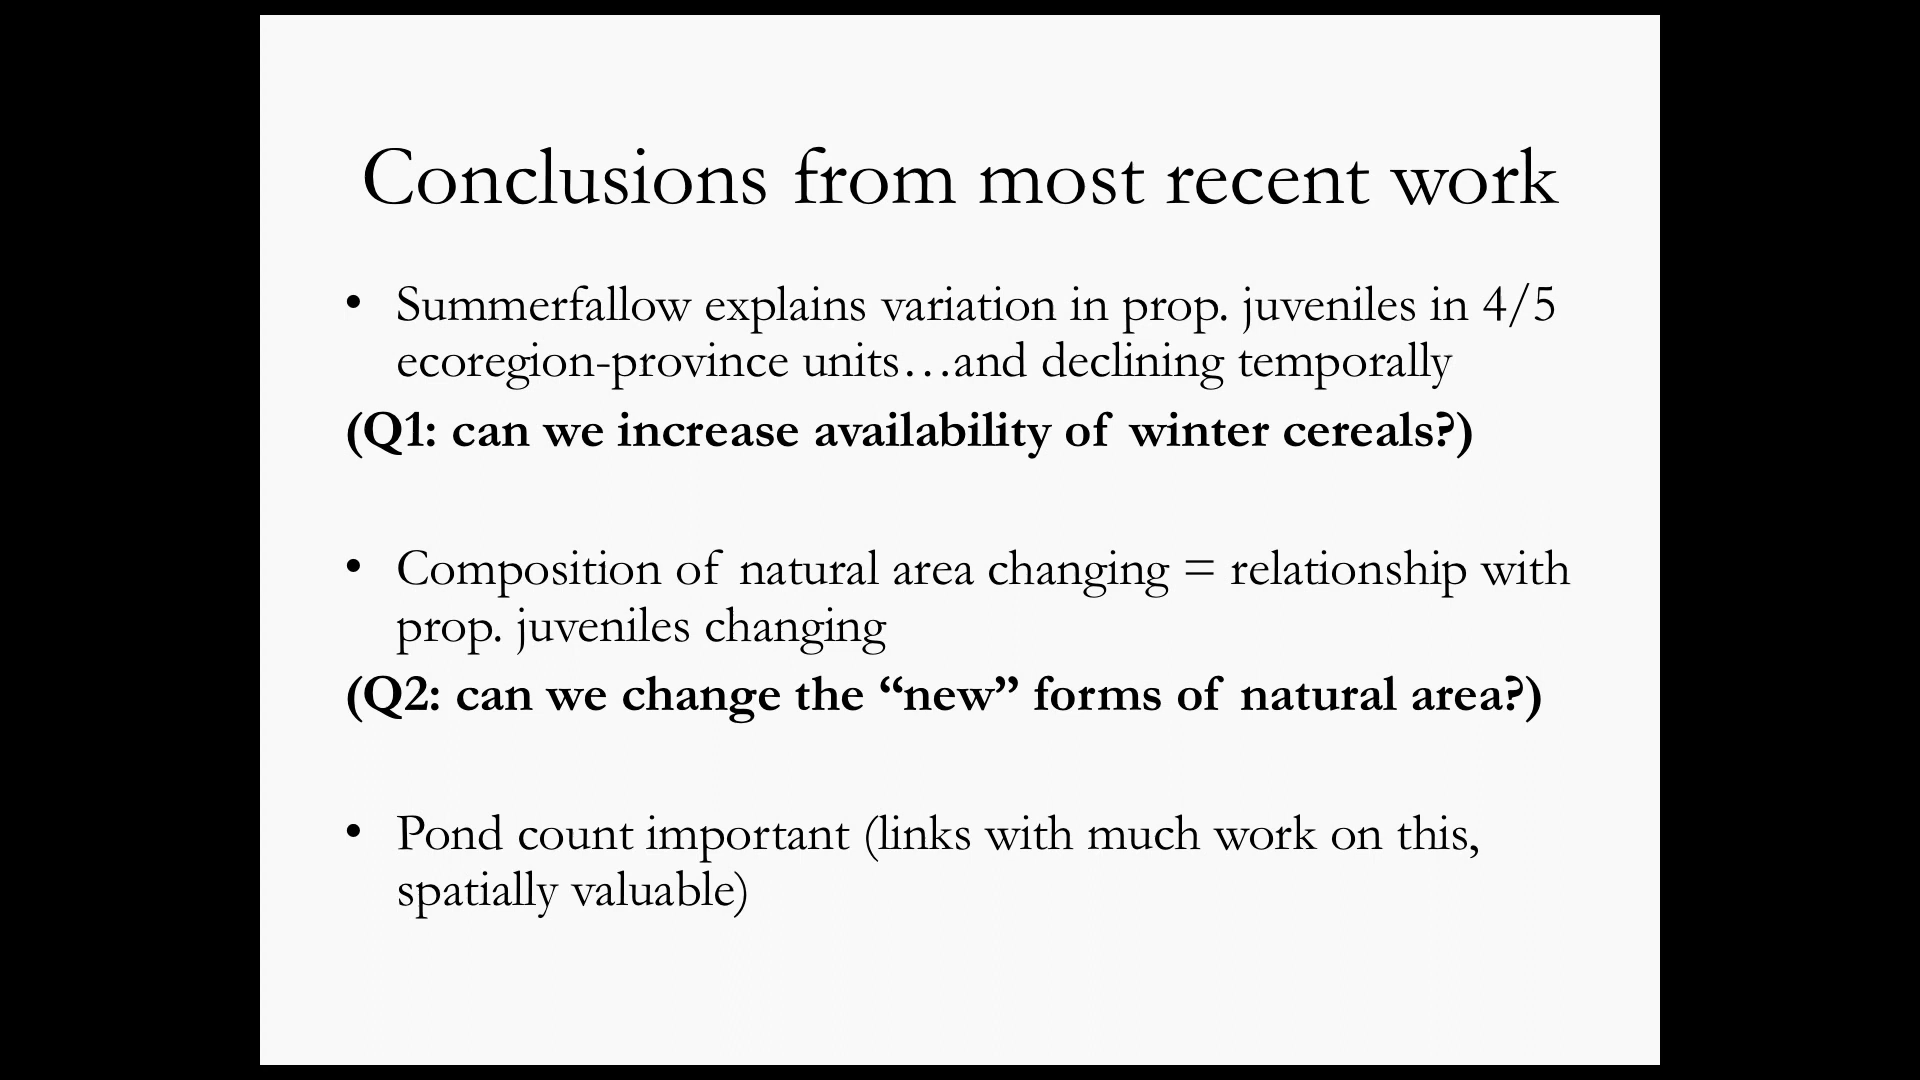 Conclusions from most recent work
• Summerfallow explains variation in prop. juveniles in 4/5
ecoregion-province units…and declining temporally
(Q1: can we increase availability of winter cereals?)
• Composition of natural area changing = relationship with
prop. juveniles changing
(Q2: can we change the “new” forms of natural area?)
• Pond count important (links with much work on this,
spatially valuable)